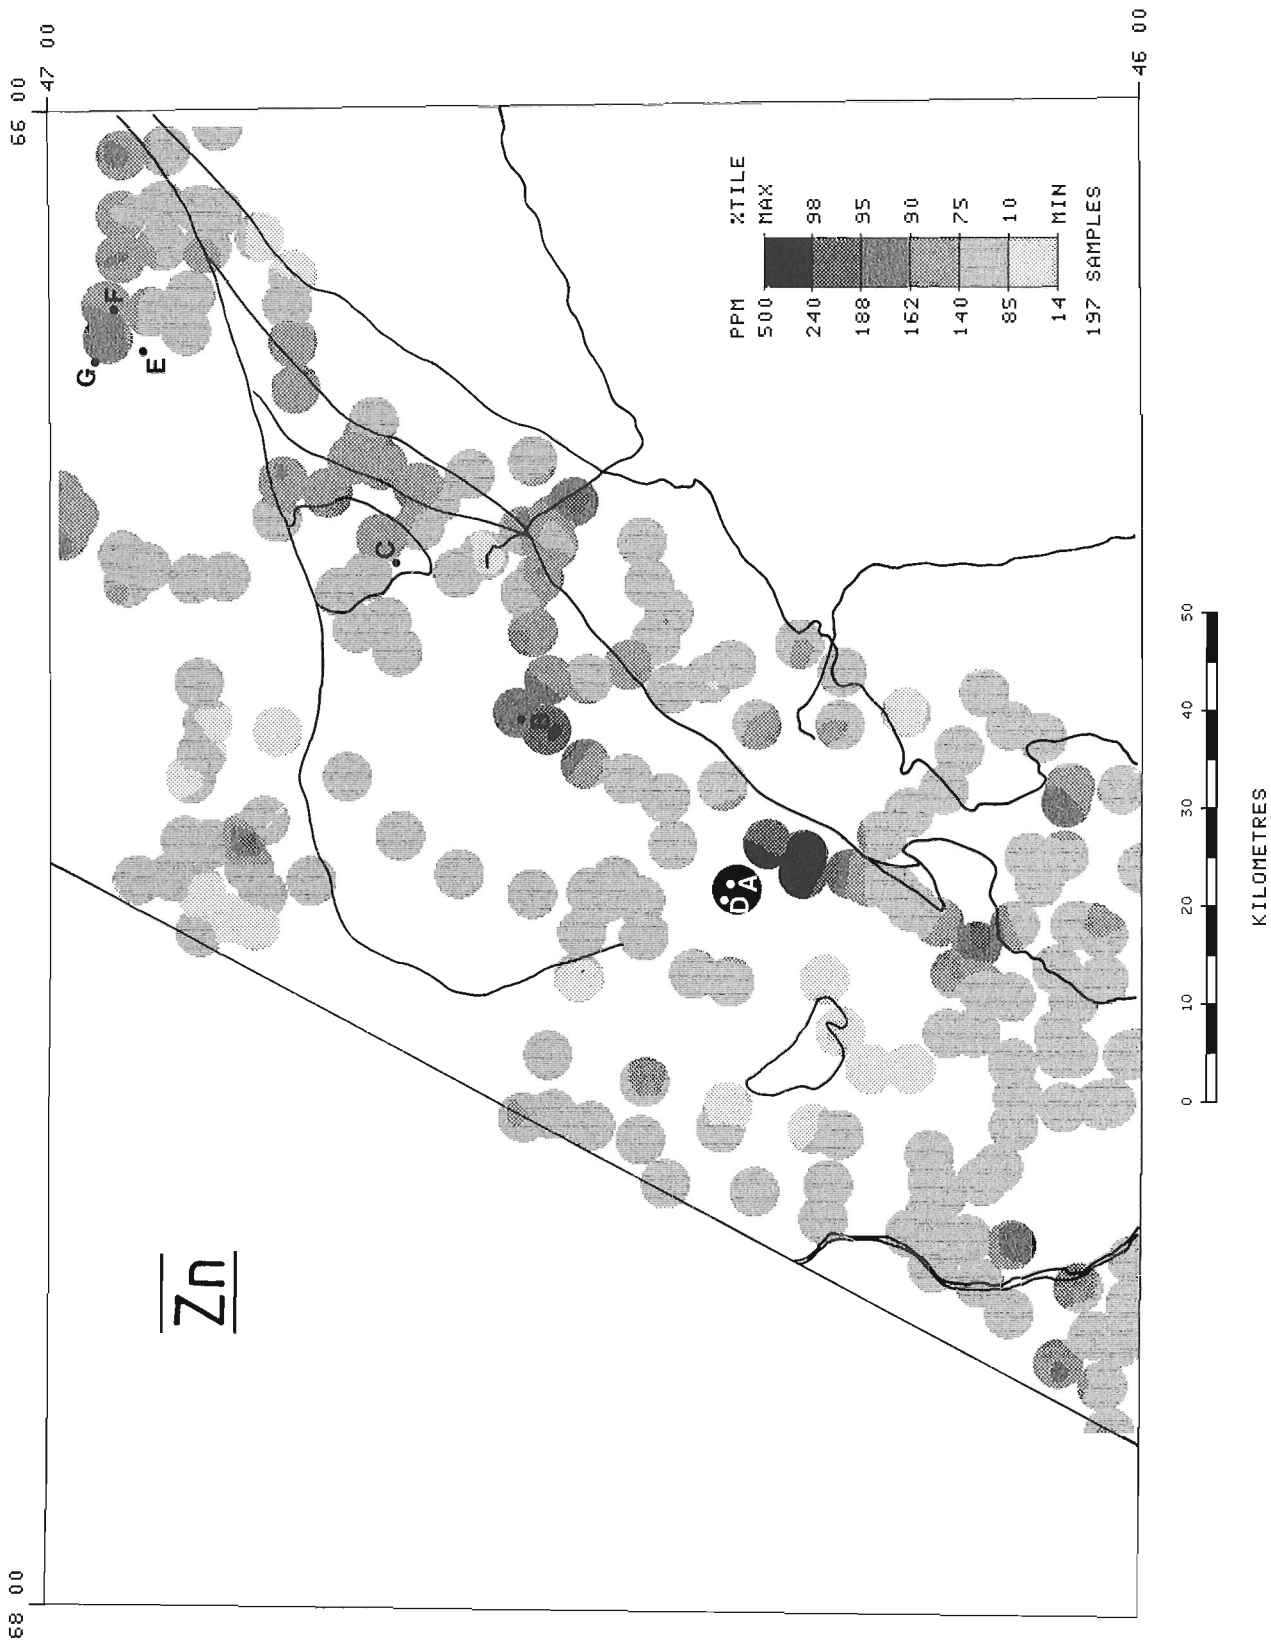 68 00
66 00
47 00
46 00
Zn
G
F
E
C
B
D A
PPM %TILE
500 MAX
240 98
188 95
162 90
140 75
85 10
14 MIN
197 SAMPLES
0 10 20 30 40 50
KILOMETRES